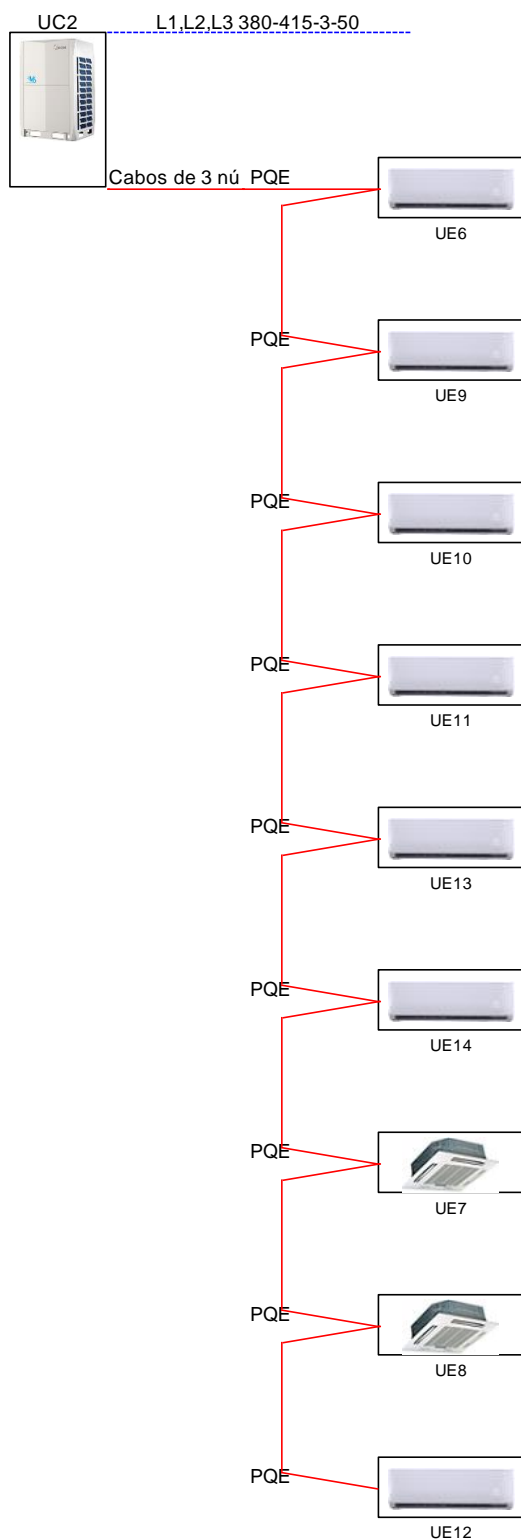 UC2 L1,L2,L3 380-415-3-50
Cabos de 3 nú PQE
UE6
PQE
UE9
PQE
UE10
PQE
UE11
PQE
UE13
PQE
UE14
PQE
UE7
PQE
UE8
PQE
UE12